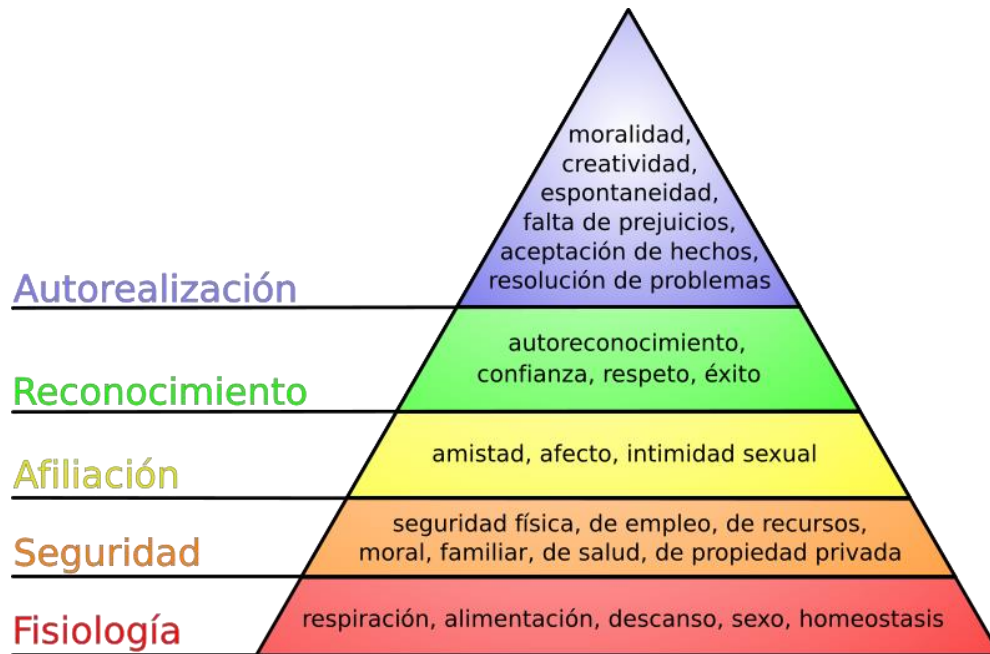 moralidad,
creatividad,
espontaneidad,
falta de prejuicios,
aceptación de hechos,
resolución de problemas
Autorealización
autoreconocimiento,
confianza, respeto, éxito
Reconocimiento
amistad, afecto, intimidad sexual
Afiliación
seguridad física, de empleo, de recursos,
moral, familiar, de salud, de propiedad privada
Seguridad
respiración, alimentación, descanso, sexo, homeostasis
Fisiología